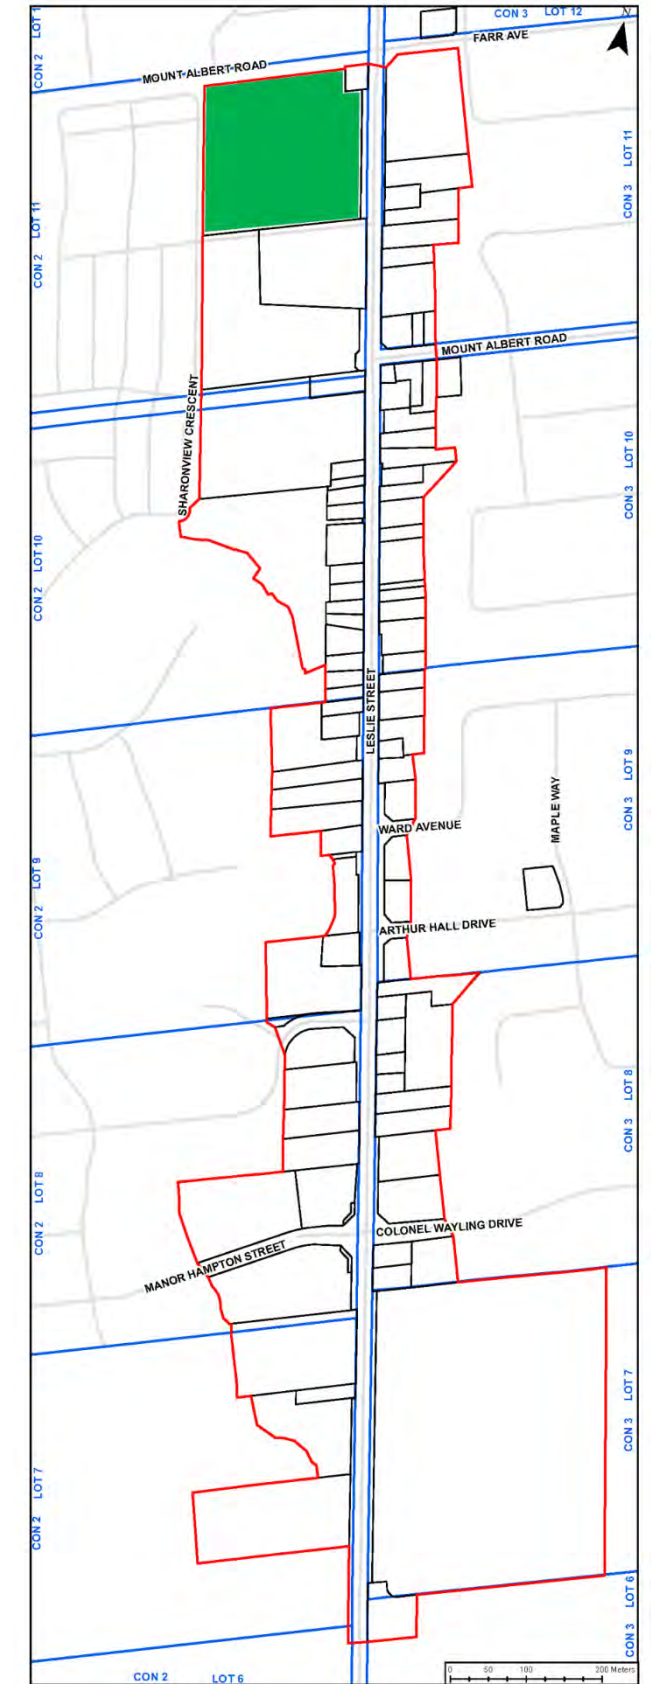 LOT 1
CON 2
CON 3 LOT 12
N
FARR AVE
MOUNT ALBERT ROAD
LOT 11
CON 3
LOT 11
CON 2
MOUNT ALBERT ROAD
SHARONVIEW CRESCENT
LOT 10
CON 3
LOT 10
CON 2
LESLIE STREET
LOT 9
CON 3
MAPLE WAY
WARD AVENUE
LOT 9
CON 2
ARTHUR HALL DRIVE
LOT 8
CON 3
LOT 8
CON 2
COLONEL WAYLING DRIVE
MANOR HAMPTON STREET
LOT 7
CON 3
LOT 7
CON 2
LOT 6
CON 3
CON 2 LOT 6
0 50 100 200 Meters